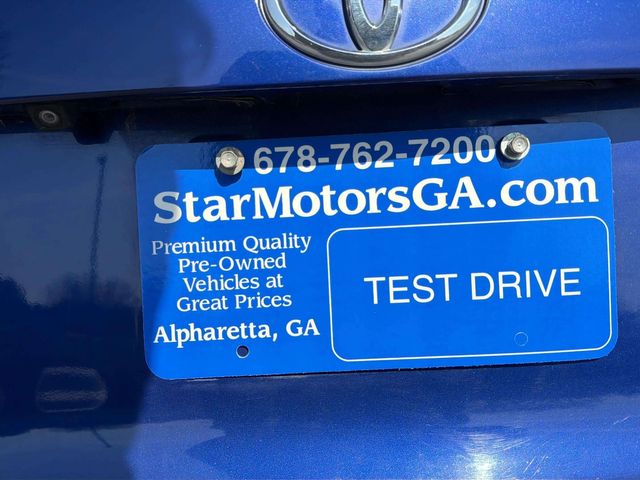 678-762-7200
StarMotorsGA.com
Premium Quality
Pre-Owned
Vehicles at
Great Prices
Alpharetta, GA
TEST DRIVE